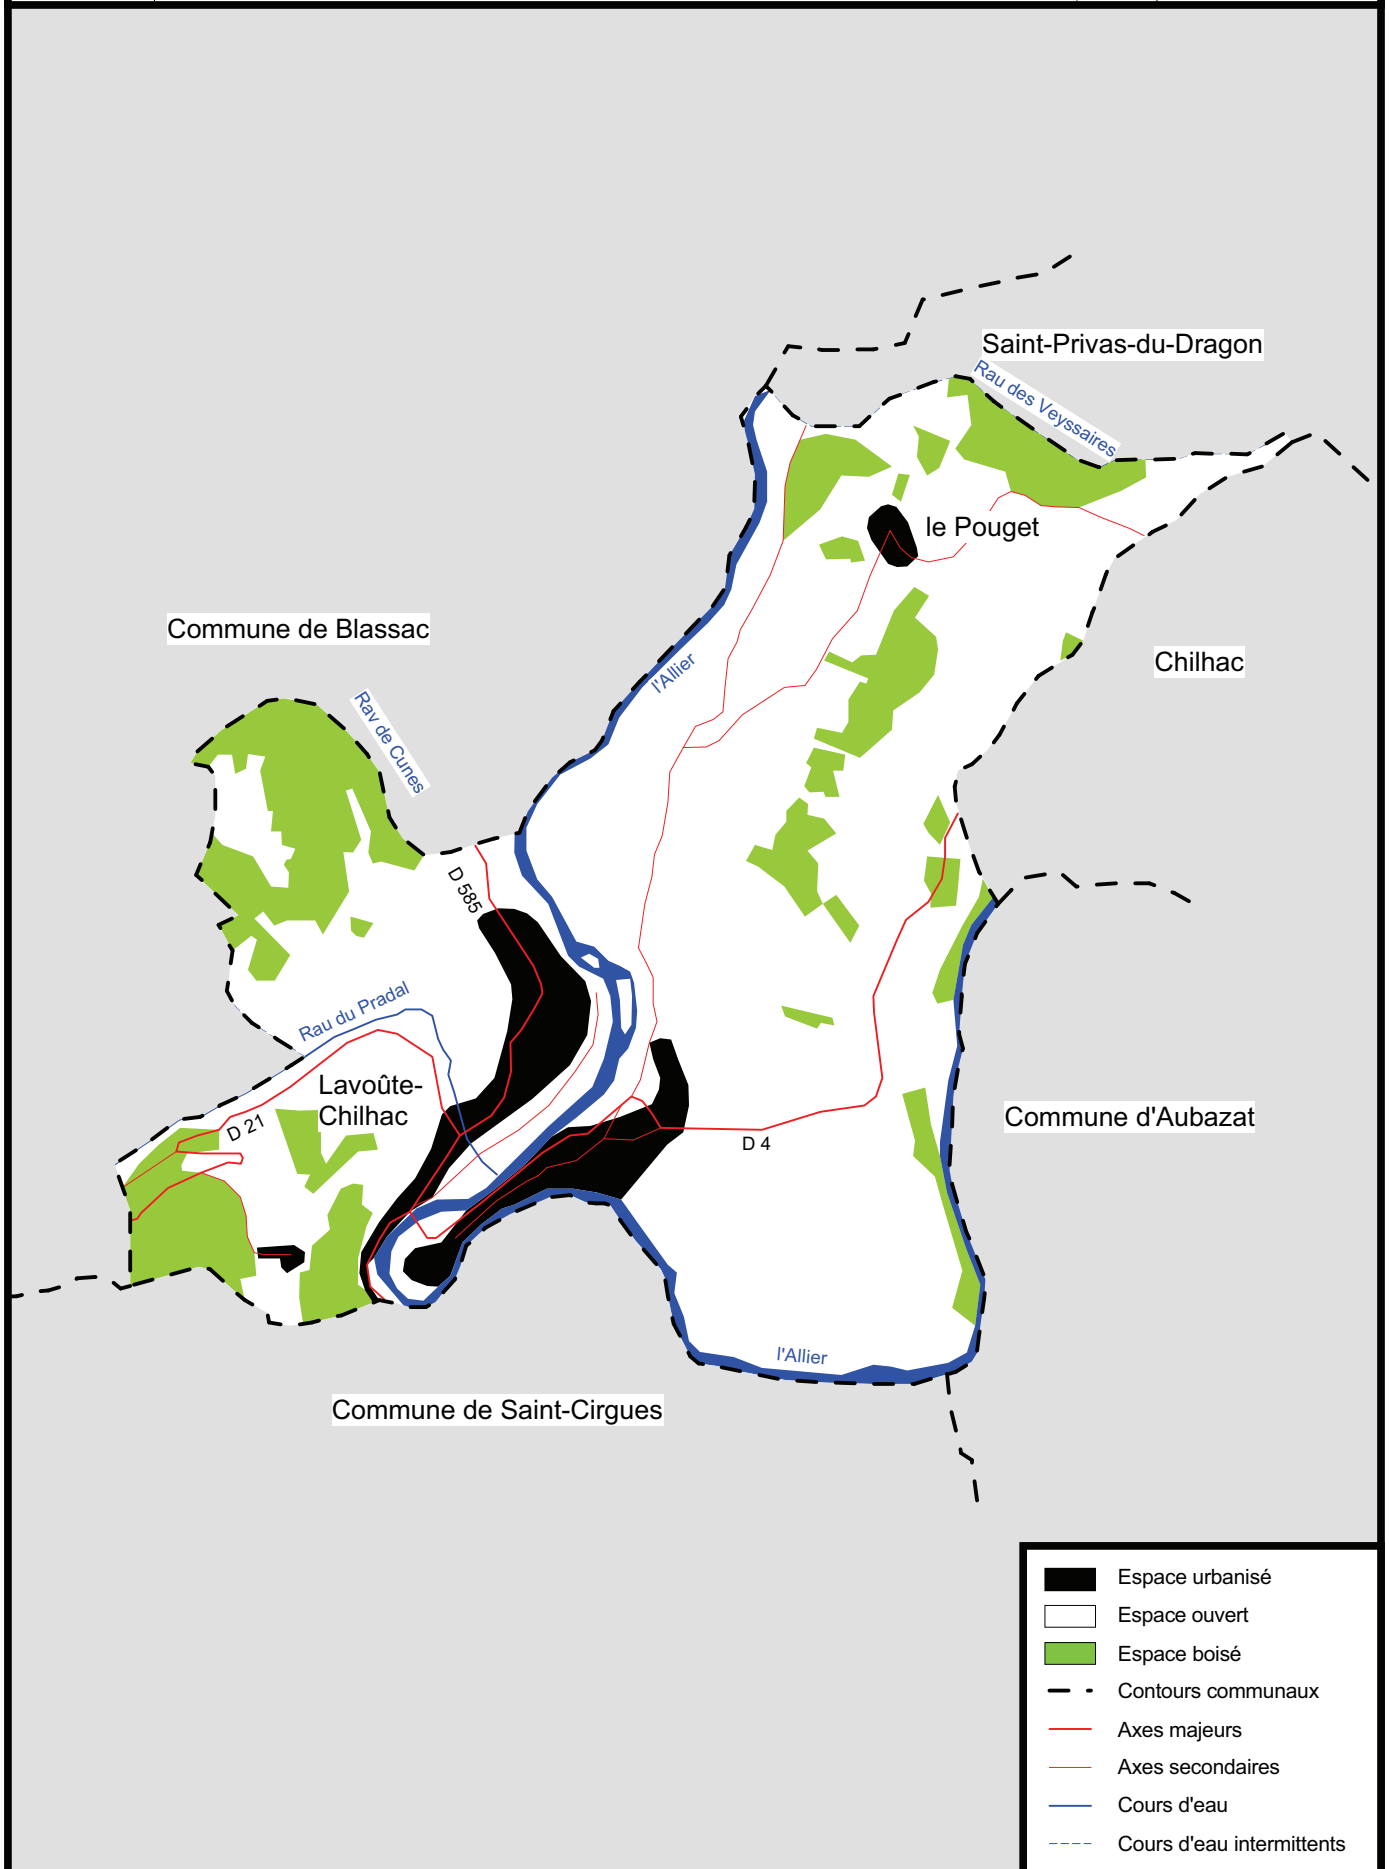 Saint-Privas-du-Dragon
Rau des Veyssaires
le Pouget
Commune de Blassac
l'Allier
Chilhac
Rav de Cunes
D 585
Rau du Pradal
Lavoûte-
Chilhac
D 21
D 4
Commune d'Aubazat
l'Allier
Commune de Saint-Cirgues
Espace urbanisé
Espace ouvert
Espace boisé
Contours communaux
Axes majeurs
Axes secondaires
Cours d'eau
Cours d'eau intermittents